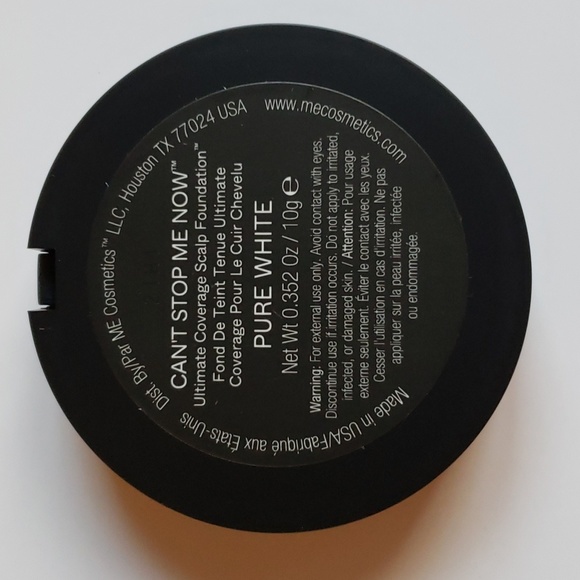 Dist. By/Par ME Cosmetics™ LLC, Houston TX 77024 USA
www.mecosmetics.com
CAN'T STOP ME NOW™
Ultimate Coverage Scalp Foundation™
Fond De Teint Tenue Ultimate
Coverage Pour Le Cuir Chevelu
PURE WHITE
Net Wt 0.352 Oz / 10g ℮
Warning: For external use only. Avoid contact with eyes.
Discontinue use if irritation occurs. Do not apply to irritated,
infected, or damaged skin. / Attention: Pour usage
externe seulement. Éviter le contact avec les yeux.
Cesser l'utilisation en cas d'irritation. Ne pas
appliquer sur la peau irritée, infectée
ou endommagée.
Made in USA/Fabriqué aux États-Unis